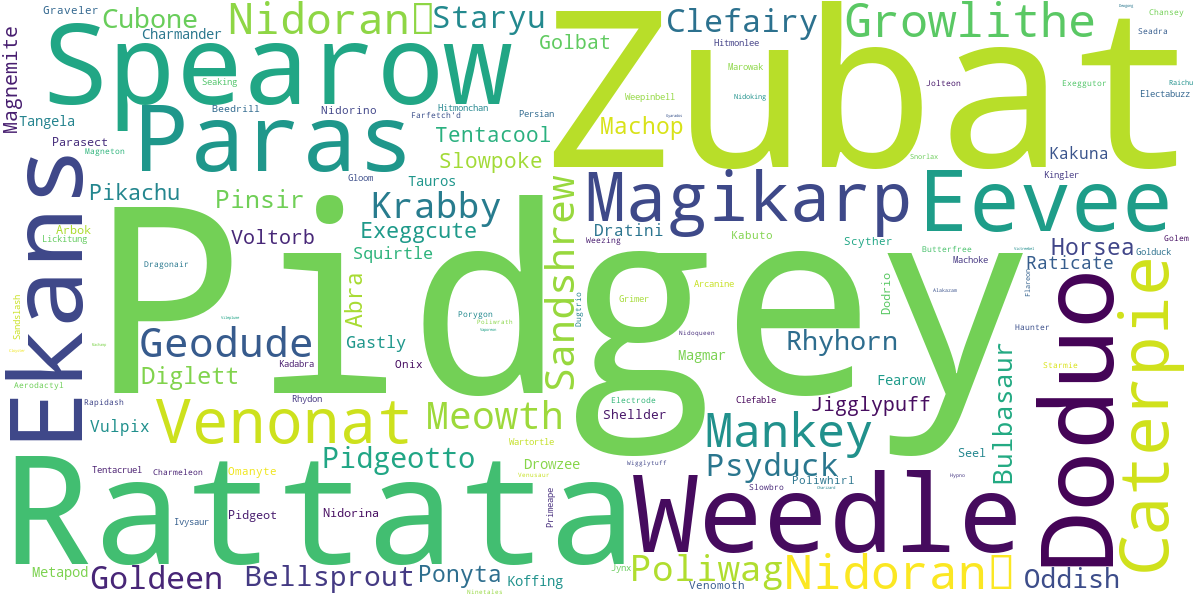 Graveler
Cubone
Nidoran▯
Staryu
Clefairy
Growlithe
Chansey
Charmander
Golbat
Hitmonlee
Seadra
Magnemite
Spearow
Zubat
Seaking
Marowak
Jolteon
Exeggutor
Raichu
Beedrill
Nidorino
Hitmonchan
Persian
Weepinbell
Nidoking
Electabuzz
Tangela
Paras
Farfetch'd
Gyarados
Parasect
Tentacool
Machop
Magneton
Slowpoke
Snorlax
Kakuna
Gloom
Tauros
Kingler
Ekans
Pikachu
Pinsir
Krabby
Sandshrew
Magikarp
Eevee
Arbok
Voltorb
Exeggcute
Dratini
Lickitung
Weezing
Kabuto
Scyther
Horsea
Golem
Squirtle
Butterfree
Golduck
Dragonair
Pidgey
Machoke
Raticate
Abra
Arcanine
Dodrio
Flareon
Caterpie
Sandslash
Dugtrio
Grimer
Alakazam
Porygon
Poliwrath
Vaporeon
Haunter
Geodude
Gastly
Nidoqueen
Rhyhorn
Doduo
Kadabra
Onix
Magmar
Starmie
Aerodactyl
Diglett
Fearow
Bulbasaur
Rapidash
Rhydon
Electrode
Clefable
Jigglypuff
Vulpix
Venonat
Meowth
Shellder
Mankey
Wartortle
Pidgeotto
Drowzee
Wigglytuff
Psyduck
Seel
Tentacruel
Charmeleon
Omanyte
Venusaur
Poliwhirl
Hypno
Rattata
Slowbro
Charizard
Weedle
Ivysaur
Pidgeot
Nidorina
Primeape
Metapod
Goldeen
Bellsprout
Ponyta
Koffing
Jynx
Poliwag
Venomoth
Nidoran▯
Oddish
Ninetales